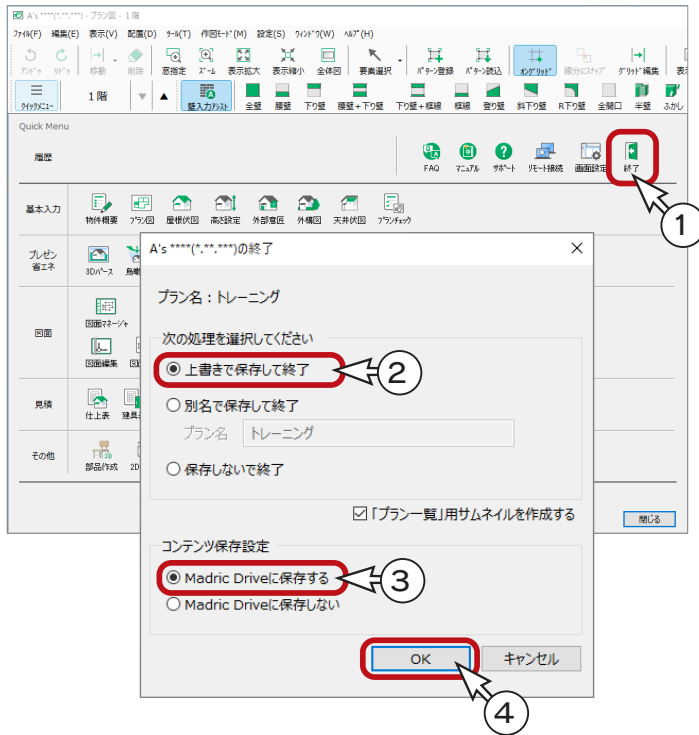 A's ****(*.**.***) - プラン図 - 1 階
ファイル(F) 編集(E) 表示(V) 配置(D) ツール(T) 作図モード(M) 設定(S) ウィンドウ(W) ヘルプ(H)
アンドゥ リドゥ 移動 削除 窓指定 ズーム 表示拡大 表示縮小 全体図 要素選択 パターン登録 パターン読込 オングリッド 線分にスナップ グリッド編集
クイックメニュー 1 階 壁入力アシスト 全壁 腰壁 下り壁 腰壁+下り壁 下り壁+框線 框線 登り壁 斜下り壁 R下り壁 全開口 半壁 ふかし
Quick Menu
履歴 FAQ マニュアル サポート リモート接続 画面設定 終了
1
基本入力 物件概要 プラン図 屋根伏図 高さ設定 外部意匠 外構図 天井伏図 プランチェック
プレゼン
省エネ 3Dパース
図面 図面マネージャ
図面編集
見積 仕上表
その他 部品作成
A's ****(*.**.***)の終了
プラン名:トレーニング
次の処理を選択してください
上書きで保存して終了 2
別名で保存して終了
プラン名 トレーニング
保存しないで終了
「プラン一覧」用サムネイルを作成する
閉じる
コンテンツ保存設定
Madric Driveに保存する 3
Madric Driveに保存しない
OK キャンセル
4